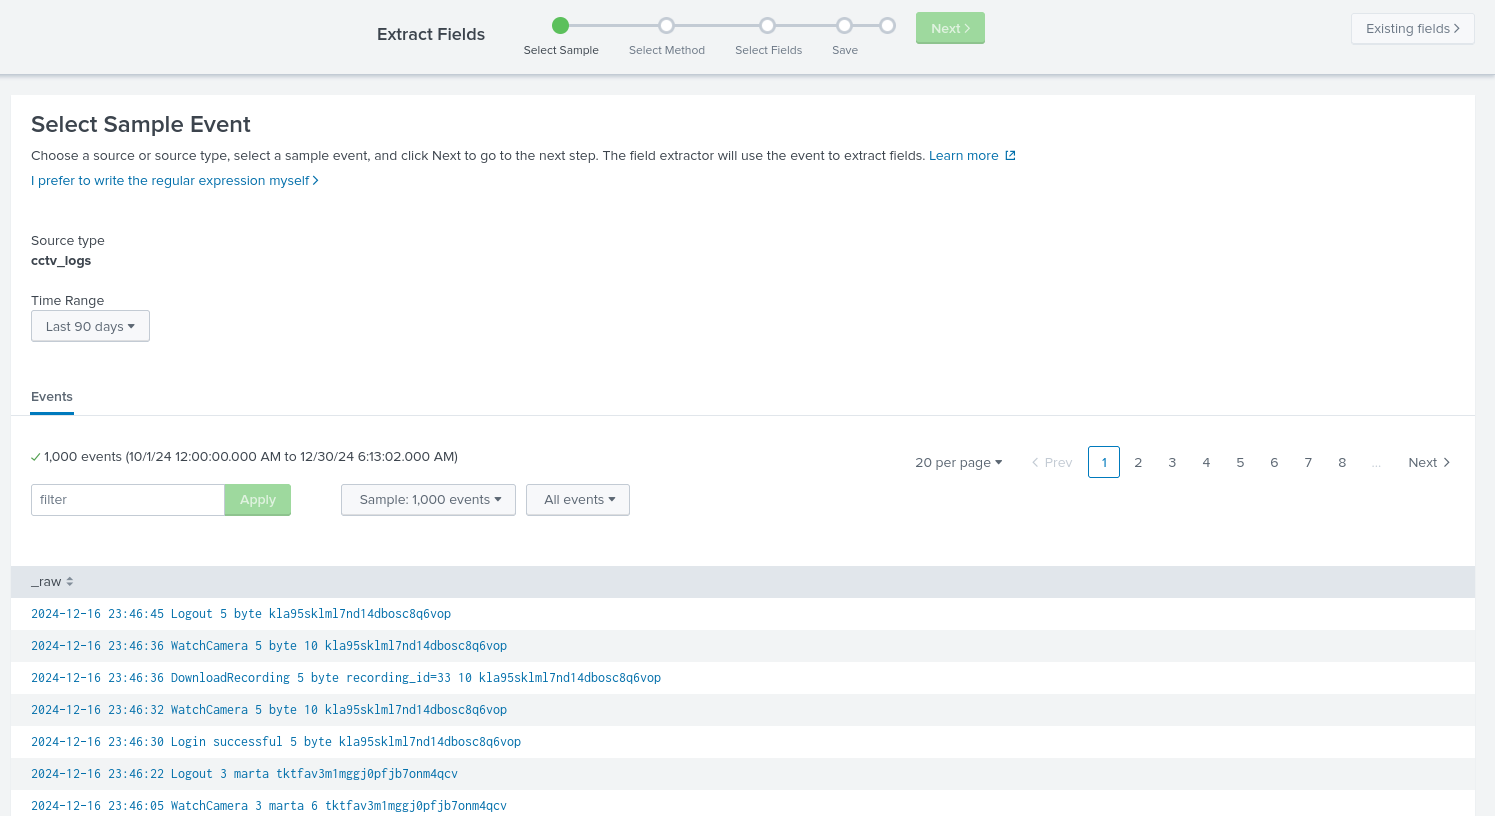 Extract Fields
Select Sample
Select Method
Select Fields
Save
Next
Existing fields
Select Sample Event
Choose a source or source type, select a sample event, and click Next to go to the next step. The field extractor will use the event to extract fields. Learn more
I prefer to write the regular expression myself
Source type
cctv_logs
Time Range
Last 90 days
Events
1,000 events (10/1/24 12:00:00.000 AM to 12/30/24 6:13:02.000 AM)
20 per page
Prev 1 2 3 4 5 6 7 8 ... Next
filter
Apply
Sample: 1,000 events
All events
_raw
2024-12-16 23:46:45 Logout 5 byte kla95sklml7nd14dbosc8q6vop
2024-12-16 23:46:36 WatchCamera 5 byte 10 kla95sklml7nd14dbosc8q6vop
2024-12-16 23:46:36 DownloadRecording 5 byte recording_id=33 10 kla95sklml7nd14dbosc8q6vop
2024-12-16 23:46:32 WatchCamera 5 byte 10 kla95sklml7nd14dbosc8q6vop
2024-12-16 23:46:30 Login successful 5 byte kla95sklml7nd14dbosc8q6vop
2024-12-16 23:46:22 Logout 3 marta tktfav3m1mggj0pfjb7onm4qcv
2024-12-16 23:46:05 WatchCamera 3 marta 6 tktfav3m1mggj0pfjb7onm4qcv